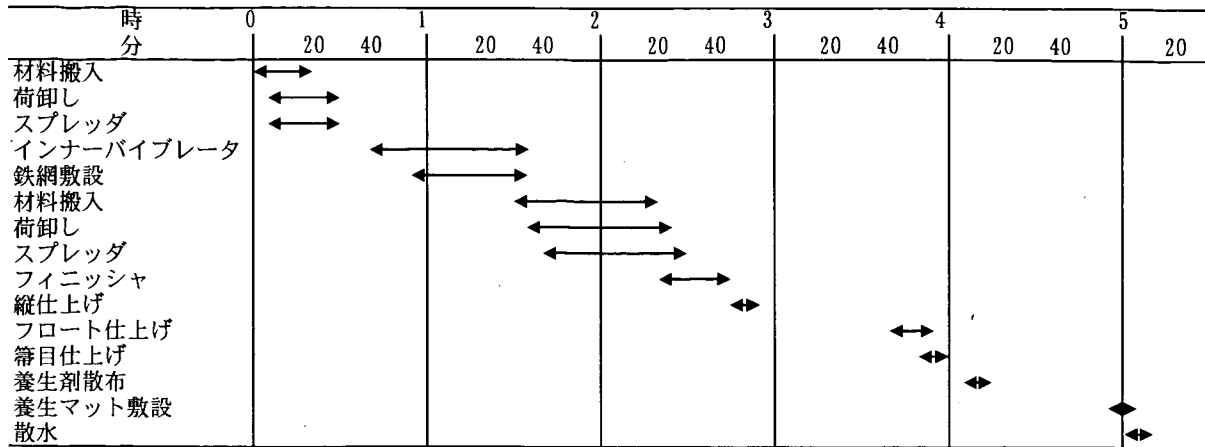 時 0 1 2 3 4 5
分 20 40 20 40 20 40 20 40 20 40 20
材料搬入
荷卸し
スプレッダ
インナーバイブレータ
鉄網敷設
材料搬入
荷卸し
スプレッダ
フィニッシャ
縦仕上げ
フロート仕上げ
箒目仕上げ
養生剤散布
養生マット敷設
散水